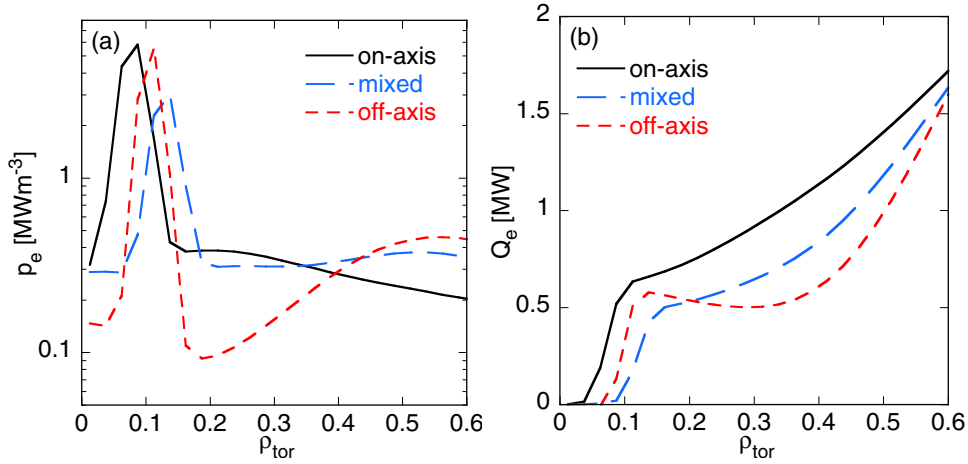 (a)
on-axis
mixed
off-axis
p_e [MWm⁻³]
1
0.1
0 0.1 0.2 0.3 0.4 0.5 0.6
ρ_tor
(b)
on-axis
mixed
off-axis
Q_e [MW]
2
1.5
1
0.5
0
0 0.1 0.2 0.3 0.4 0.5 0.6
ρ_tor